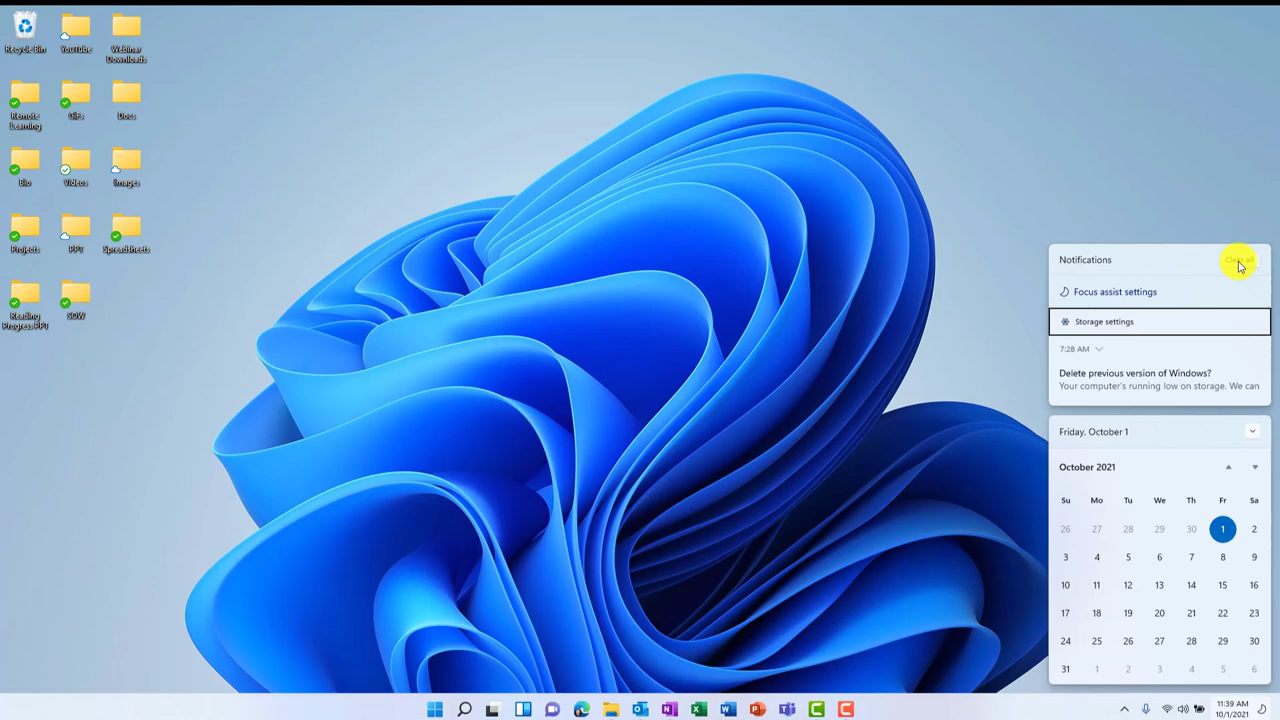 Recycle Bin
YouTube
Webinar
Downloads
Remote
Learning
GIFs
Docs
Bio
Videos
Images
Projects
PPT
Spreadsheets
Reading
Progress PPT
SOW
Notifications
Clear all
Focus assist settings
Storage settings
7:28 AM
Delete previous version of Windows?
Your computer's running low on storage. We can
Friday, October 1
October 2021
Su Mo Tu We Th Fr Sa
26 27 28 29 30 1 2
3 4 5 6 7 8 9
10 11 12 13 14 15 16
17 18 19 20 21 22 23
24 25 26 27 28 29 30
31 1 2 3 4 5 6
11:39 AM
10/1/2021